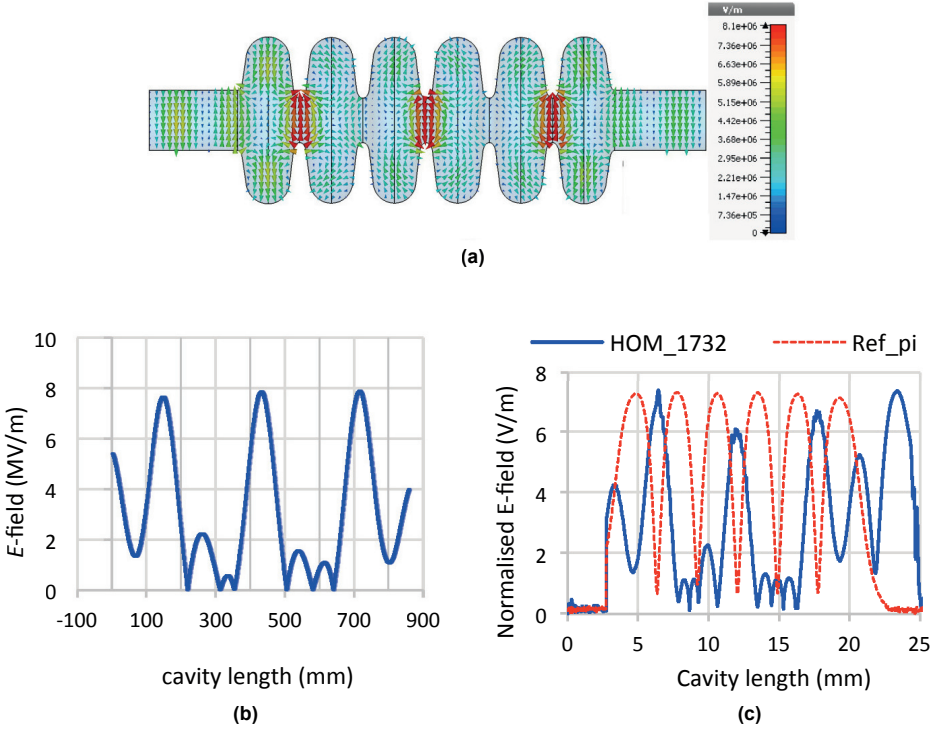 V/m
8.1e+06
7.36e+06
6.63e+06
5.89e+06
5.15e+06
4.42e+06
3.68e+06
2.95e+06
2.21e+06
1.47e+06
7.36e+05
0
(a)
10
8
6
4
2
0
-100 100 300 500 700 900
E-field (MV/m)
cavity length (mm)
(b)
HOM_1732 Ref_pi
8
6
4
2
0
0 5 10 15 20 25
Normalised E-field (V/m)
Cavity length (mm)
(c)